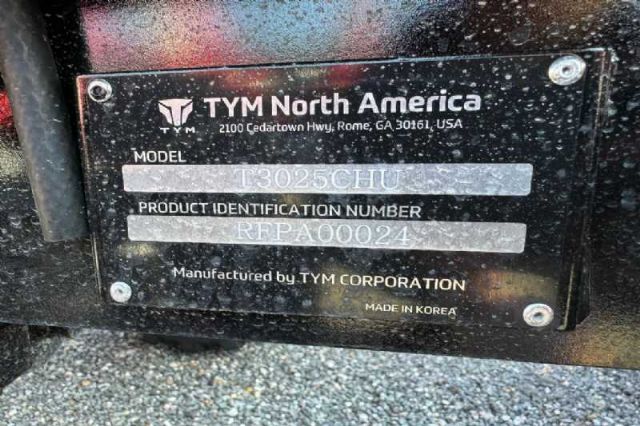 TYM
TYM North America
2100 Cedartown Hwy, Rome, GA 30161, USA
MODEL
T3025CHU
PRODUCT IDENTIFICATION NUMBER
RFPA00024
Manufactured by TYM CORPORATION
MADE IN KOREA